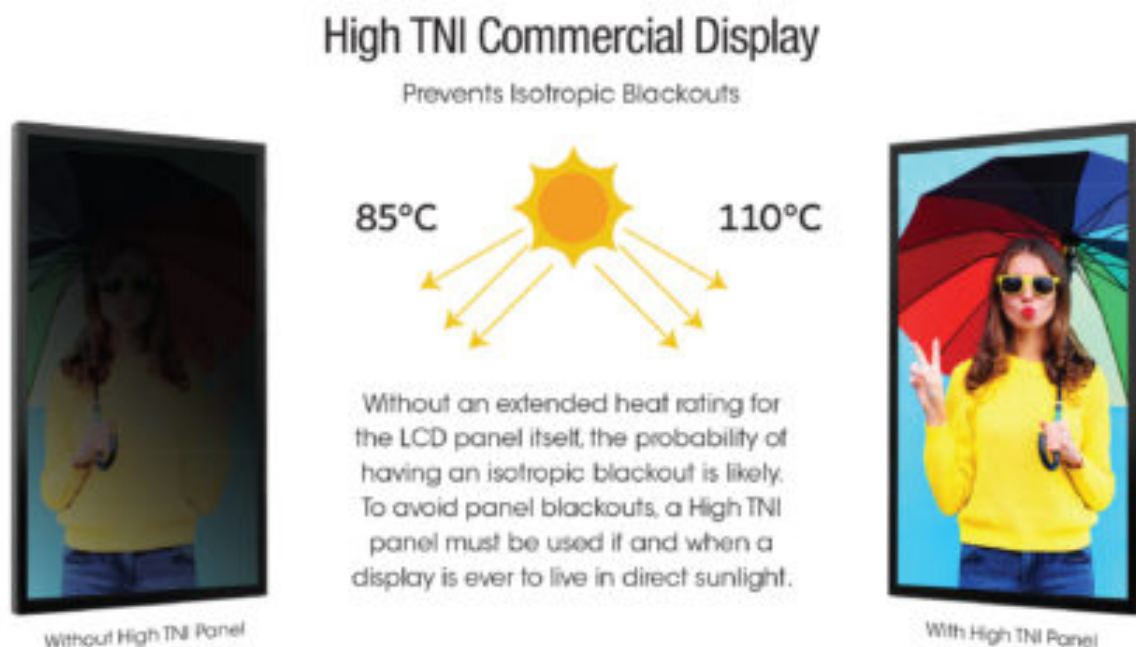 High TNI Commercial Display
Prevents Isotropic Blackouts
85°C
110°C
Without an extended heat rating for
the LCD panel itself, the probability of
having an isotropic blackout is likely.
To avoid panel blackouts, a High TNI
panel must be used if and when a
display is ever to live in direct sunlight.
Without High TNI Panel
With High TNI Panel